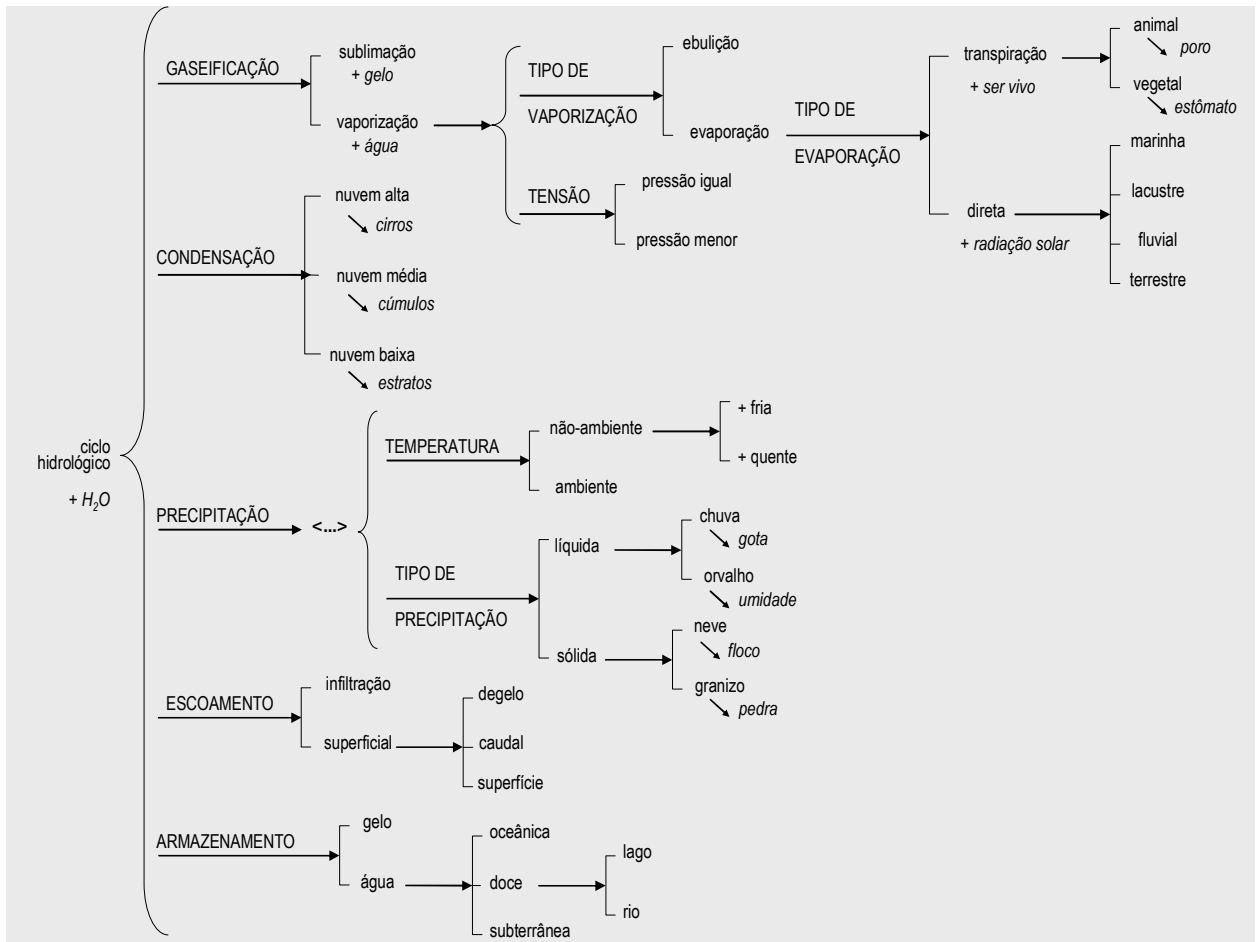 ciclo
hidrológico
+ H₂O
GASEIFICAÇÃO
sublimação
+ gelo
vaporização
+ água
TIPO DE
VAPORIZAÇÃO
ebulição
evaporação
TIPO DE
EVAPORAÇÃO
transpiração
+ ser vivo
animal
poro
vegetal
estômato
direta
+ radiação solar
marinha
lacustre
fluvial
terrestre
TENSÃO
pressão igual
pressão menor
CONDENSAÇÃO
nuvem alta
cirros
nuvem média
cúmulos
nuvem baixa
estratos
PRECIPITAÇÃO
<...>
TEMPERATURA
não-ambiente
+ fria
+ quente
ambiente
TIPO DE
PRECIPITAÇÃO
líquida
chuva
gota
orvalho
umidade
sólida
neve
floco
granizo
pedra
ESCOAMENTO
infiltração
superficial
degelo
caudal
superfície
ARMAZENAMENTO
gelo
água
oceânica
doce
lago
rio
subterrânea